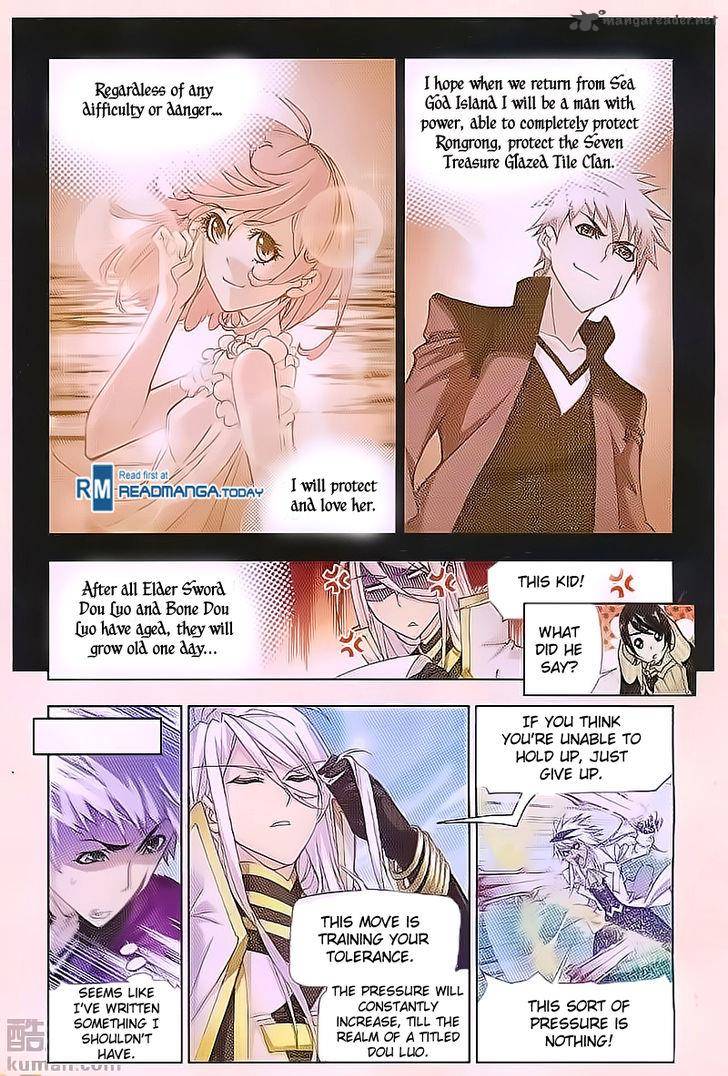 mangareader.net
Regardless of any
difficulty or danger...
I hope when we return from Sea
God Island I will be a man with
power, able to completely protect
Rongrong, protect the Seven
Treasure Glazed Tile Clan.
RM
Read first at
READMANGA.TODAY
I will protect
and love her.
After all Elder Sword
Dou Luo and Bone Dou
Luo have aged, they will
grow old one day...
THIS KID!
WHAT
DID HE
SAY?
SEEMS LIKE
I'VE WRITTEN
SOMETHING I
SHOULDN'T
HAVE.
IF YOU THINK
YOU'RE UNABLE TO
HOLD UP, JUST
GIVE UP.
THIS MOVE IS
TRAINING YOUR
TOLERANCE.
THE PRESSURE WILL
CONSTANTLY
INCREASE, TILL THE
REALM OF A TITLED
DOU LUO.
THIS SORT OF
PRESSURE IS
NOTHING!
酷
kuman.com